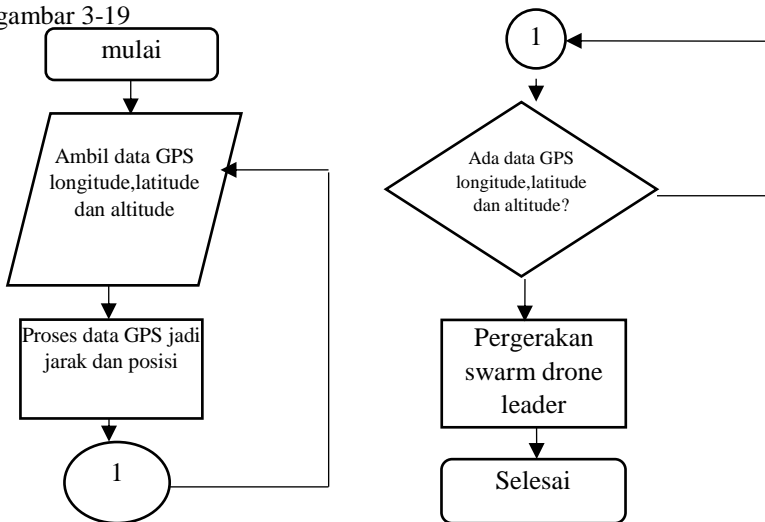 gambar 3-19
mulai
Ambil data GPS
longitude,latitude
dan altitude
Proses data GPS jadi
jarak dan posisi
1
1
Ada data GPS
longitude,latitude
dan altitude?
Pergerakan
swarm drone
leader
Selesai